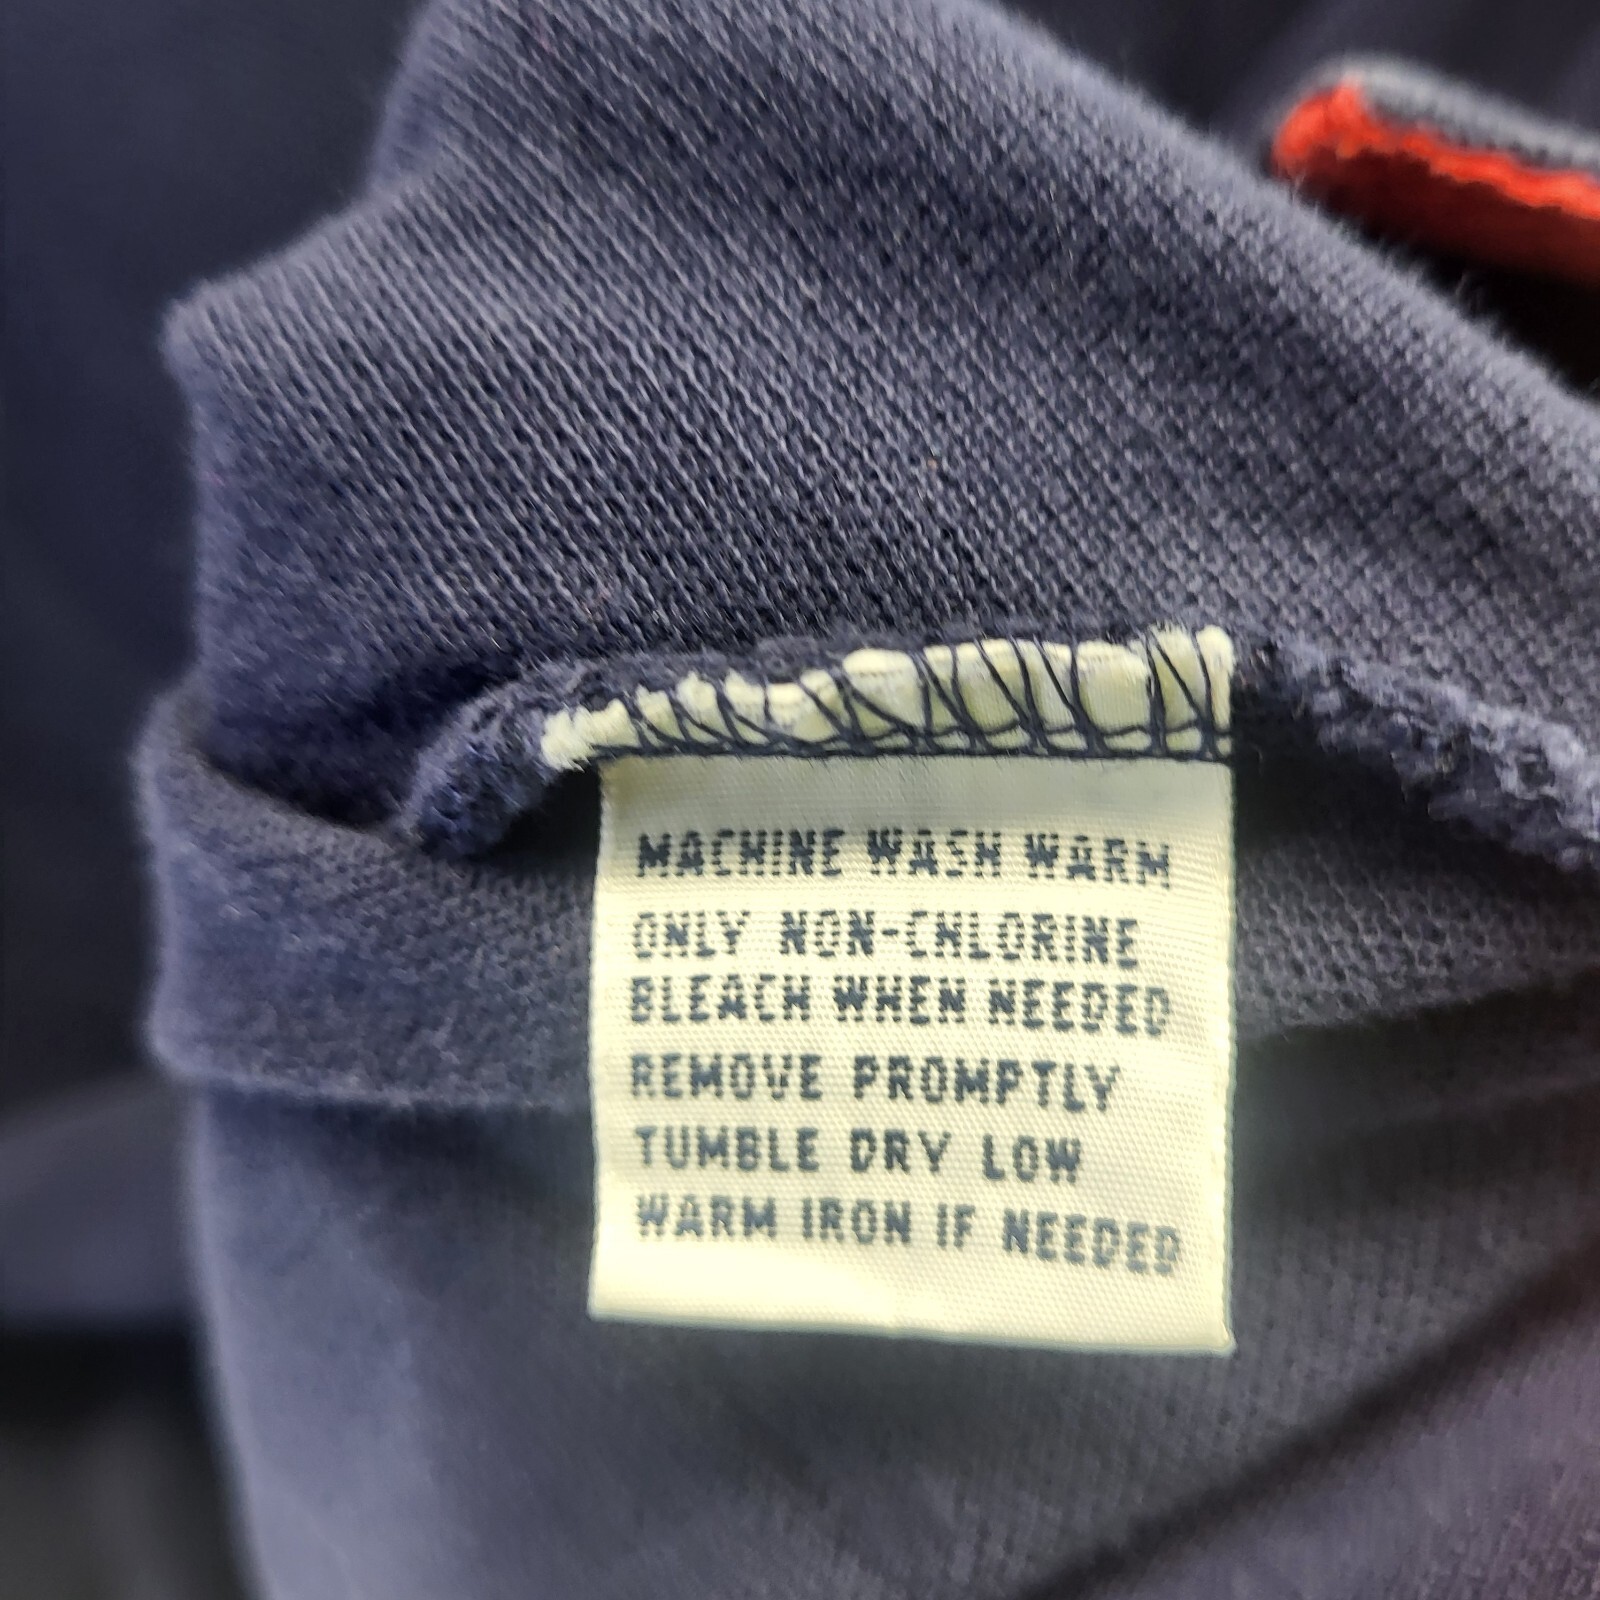 MACHINE WASH WARM
ONLY NON-CHLORINE
BLEACH WHEN NEEDED
REMOVE PROMPTLY
TUMBLE DRY LOW
WARM IRON IF NEEDED